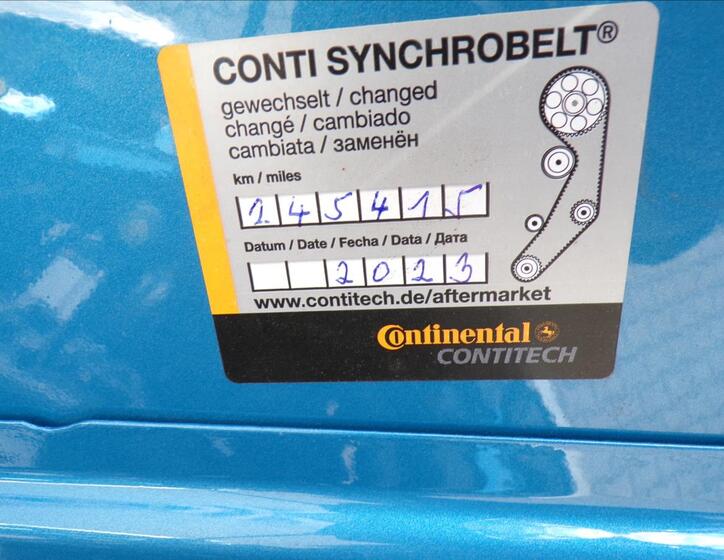 CONTI SYNCHROBELT®
gewechselt / changed
changé / cambiado
cambiata / заменён
km / miles
245415
Datum / Date / Fecha / Data / Дата
2023
www.contitech.de/aftermarket
Continental
CONTITECH